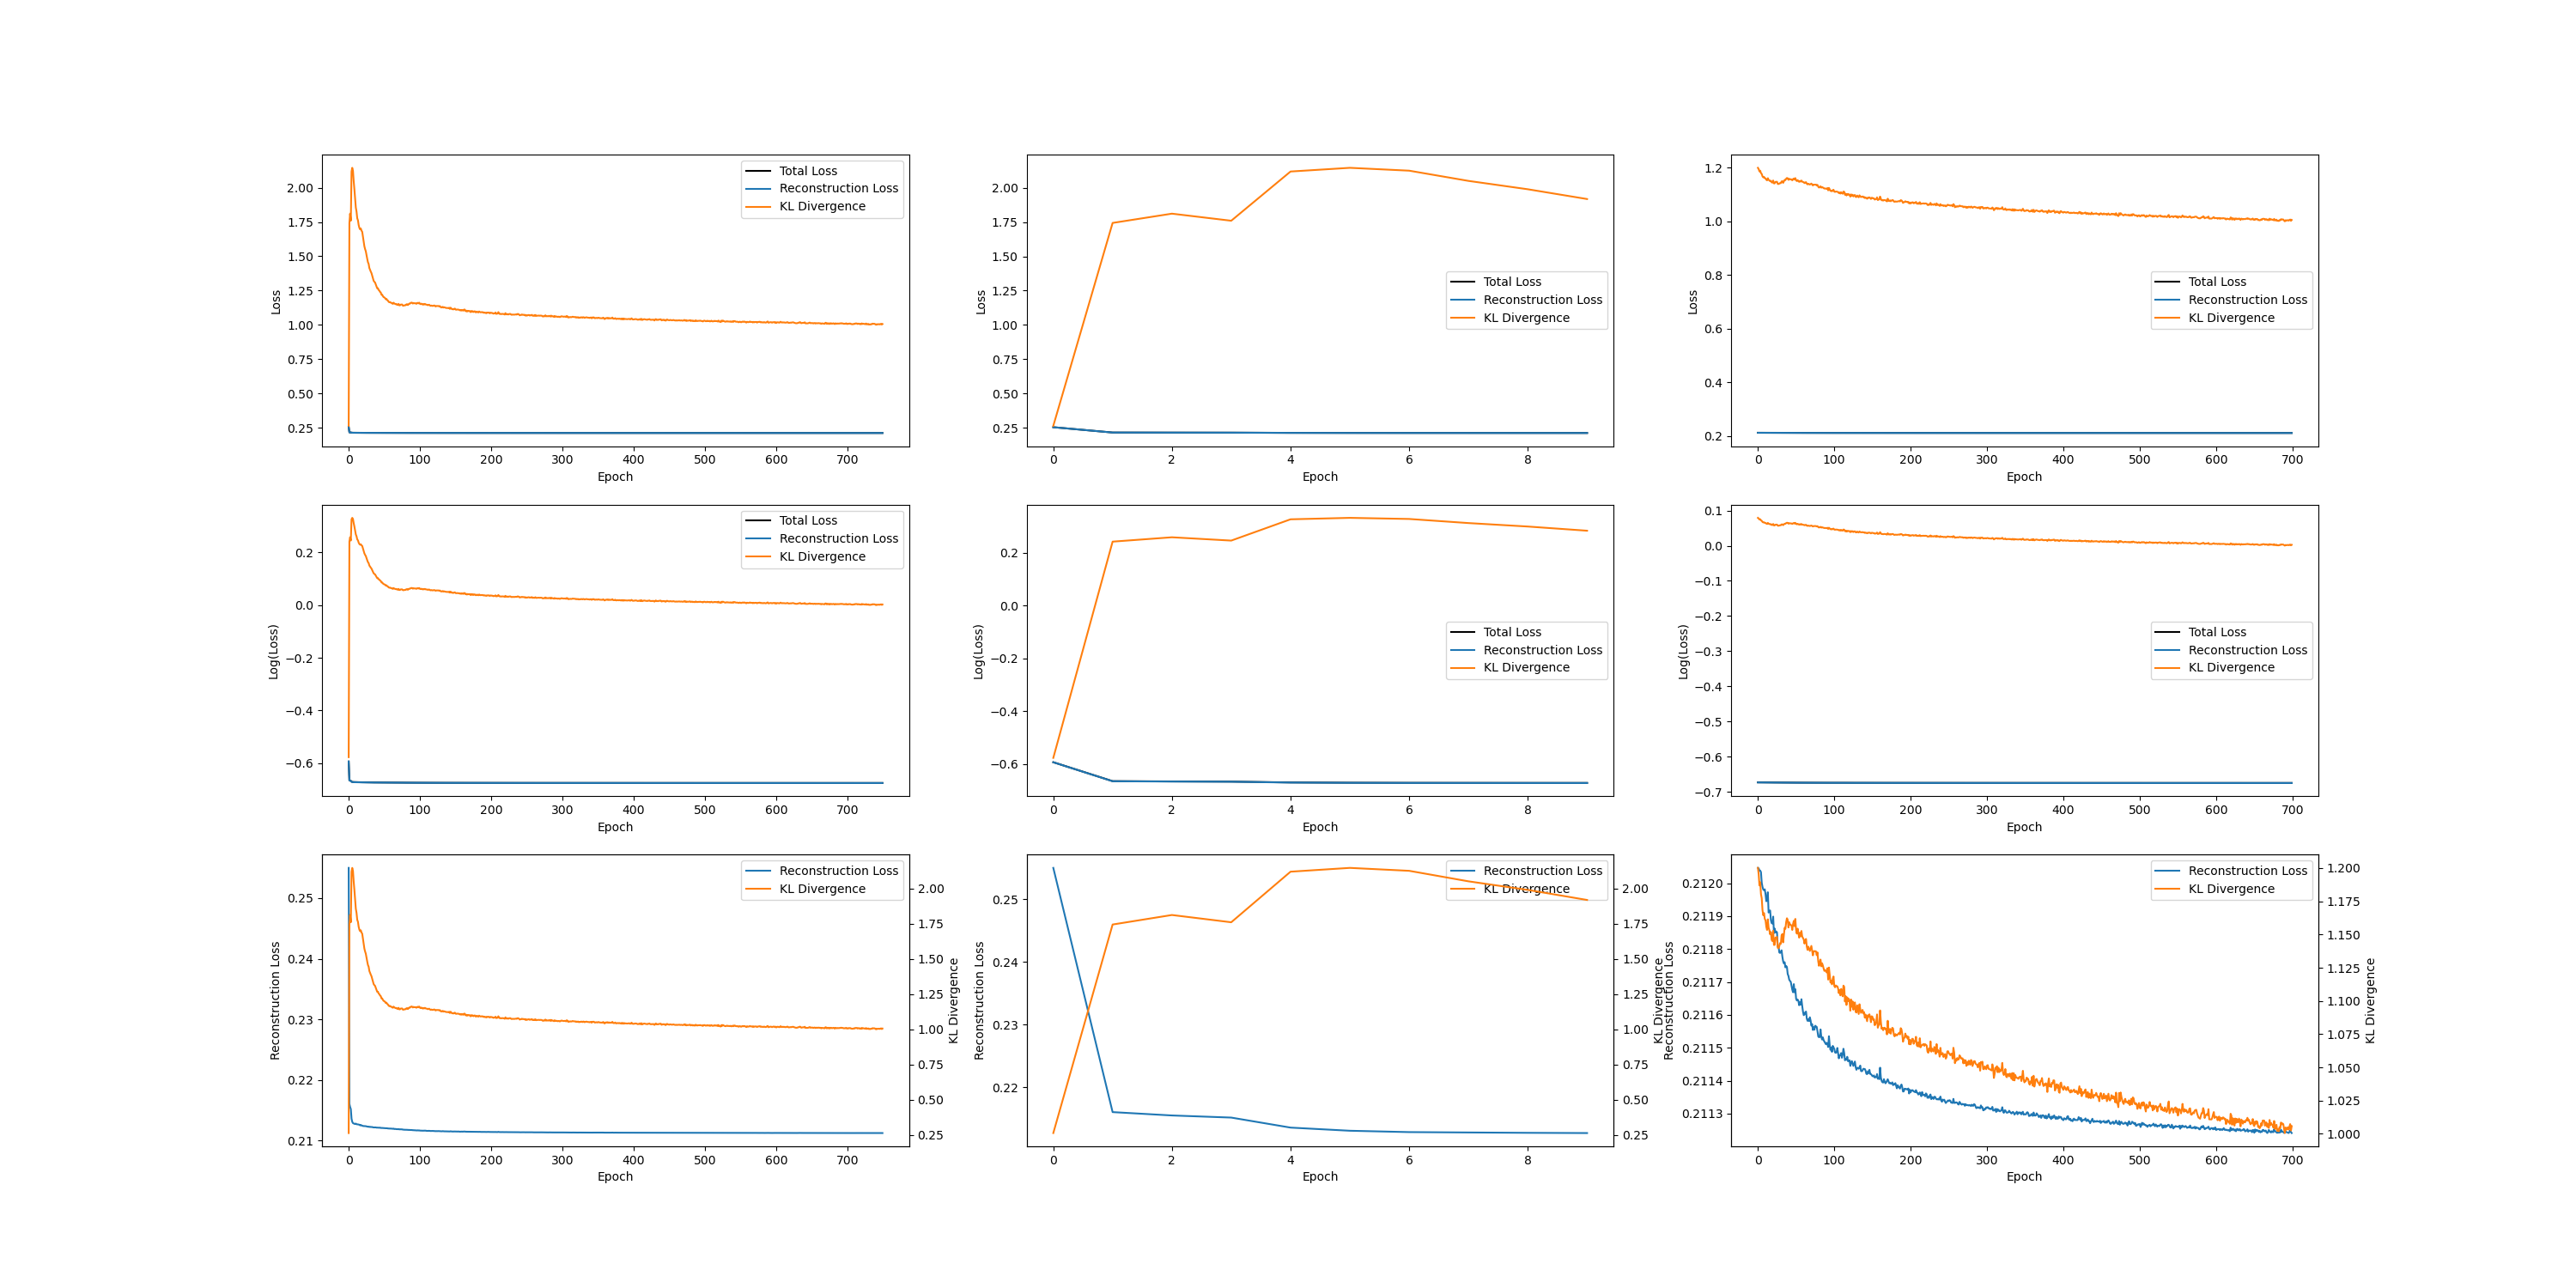 Total Loss
Reconstruction Loss
KL Divergence
Loss
2.00
1.75
1.50
1.25
1.00
0.75
0.50
0.25
0 100 200 300 400 500 600 700
Epoch
Total Loss
Reconstruction Loss
KL Divergence
Loss
2.00
1.75
1.50
1.25
1.00
0.75
0.50
0.25
0 2 4 6 8
Epoch
Total Loss
Reconstruction Loss
KL Divergence
Loss
1.2
1.0
0.8
0.6
0.4
0.2
0 100 200 300 400 500 600 700
Epoch
Total Loss
Reconstruction Loss
KL Divergence
Log(Loss)
0.2
0.0
−0.2
−0.4
−0.6
0 100 200 300 400 500 600 700
Epoch
Total Loss
Reconstruction Loss
KL Divergence
Log(Loss)
0.2
0.0
−0.2
−0.4
−0.6
0 2 4 6 8
Epoch
Total Loss
Reconstruction Loss
KL Divergence
Log(Loss)
0.1
0.0
−0.1
−0.2
−0.3
−0.4
−0.5
−0.6
−0.7
0 100 200 300 400 500 600 700
Epoch
Reconstruction Loss
KL Divergence
Reconstruction Loss
0.25
0.24
0.23
0.22
0.21
KL Divergence
2.00
1.75
1.50
1.25
1.00
0.75
0.50
0.25
0 100 200 300 400 500 600 700
Epoch
Reconstruction Loss
KL Divergence
Reconstruction Loss
0.25
0.24
0.23
0.22
KL Divergence
2.00
1.75
1.50
1.25
1.00
0.75
0.50
0.25
0 2 4 6 8
Epoch
Reconstruction Loss
KL Divergence
Reconstruction Loss
0.2120
0.2119
0.2118
0.2117
0.2116
0.2115
0.2114
0.2113
KL Divergence
1.200
1.175
1.150
1.125
1.100
1.075
1.050
1.025
1.000
0 100 200 300 400 500 600 700
Epoch